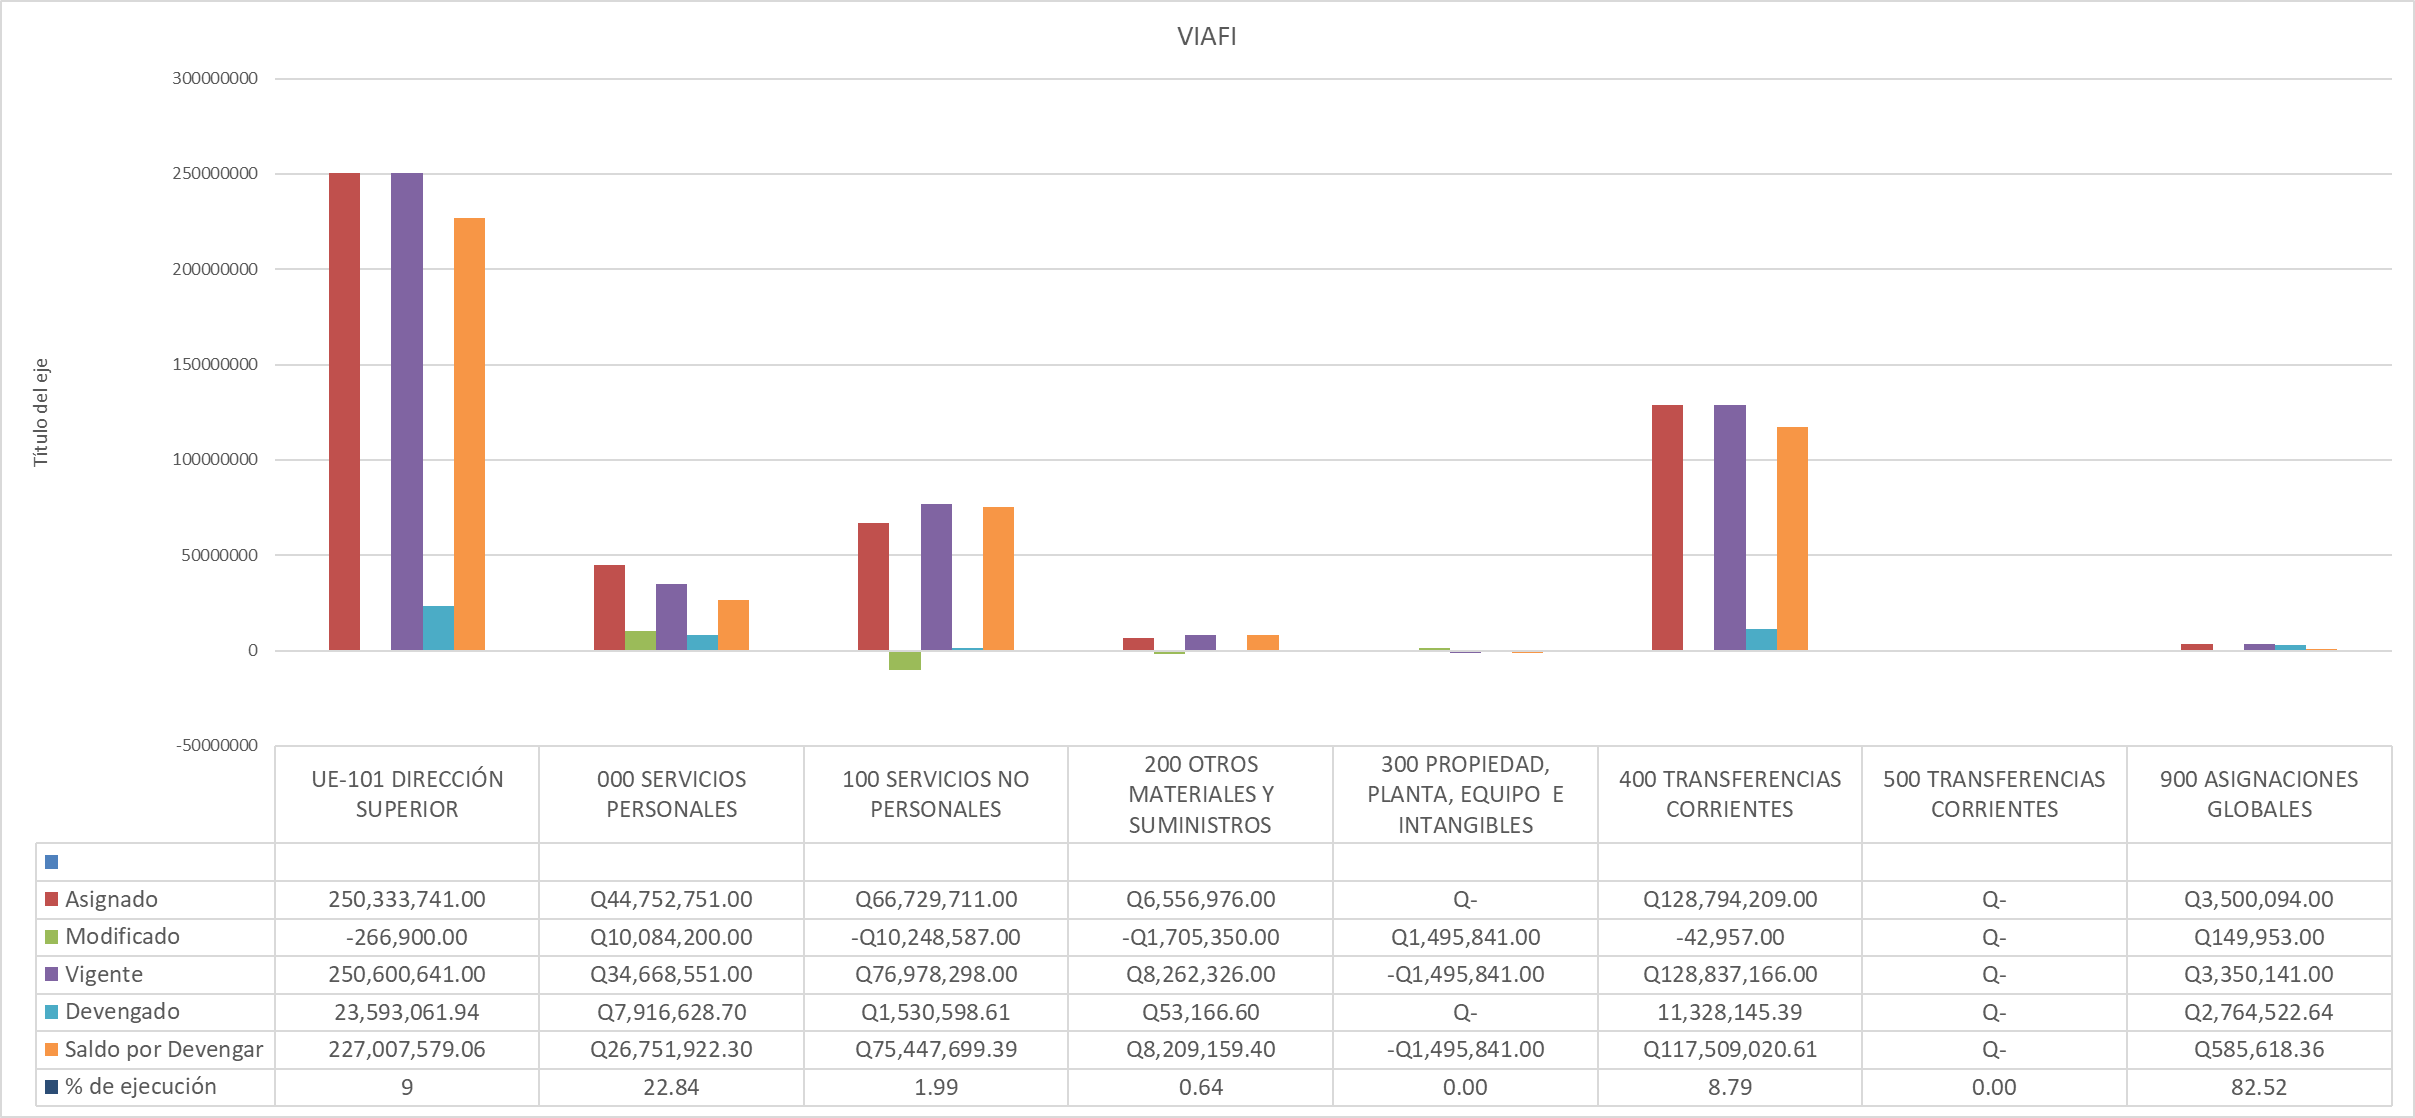 VIAFI
300000000
250000000
200000000
150000000
100000000
50000000
0
-50000000
Título del eje
UE-101 DIRECCIÓN SUPERIOR
000 SERVICIOS PERSONALES
100 SERVICIOS NO PERSONALES
200 OTROS MATERIALES Y SUMINISTROS
300 PROPIEDAD, PLANTA, EQUIPO E INTANGIBLES
400 TRANSFERENCIAS CORRIENTES
500 TRANSFERENCIAS CORRIENTES
900 ASIGNACIONES GLOBALES
Asignado 250,333,741.00 Q44,752,751.00 Q66,729,711.00 Q6,556,976.00 Q- Q128,794,209.00 Q- Q3,500,094.00
Modificado -266,900.00 Q10,084,200.00 -Q10,248,587.00 -Q1,705,350.00 Q1,495,841.00 -42,957.00 Q- Q149,953.00
Vigente 250,600,641.00 Q34,668,551.00 Q76,978,298.00 Q8,262,326.00 -Q1,495,841.00 Q128,837,166.00 Q- Q3,350,141.00
Devengado 23,593,061.94 Q7,916,628.70 Q1,530,598.61 Q53,166.60 Q- 11,328,145.39 Q- Q2,764,522.64
Saldo por Devengar 227,007,579.06 Q26,751,922.30 Q75,447,699.39 Q8,209,159.40 -Q1,495,841.00 Q117,509,020.61 Q- Q585,618.36
% de ejecución 9 22.84 1.99 0.64 0.00 8.79 0.00 82.52